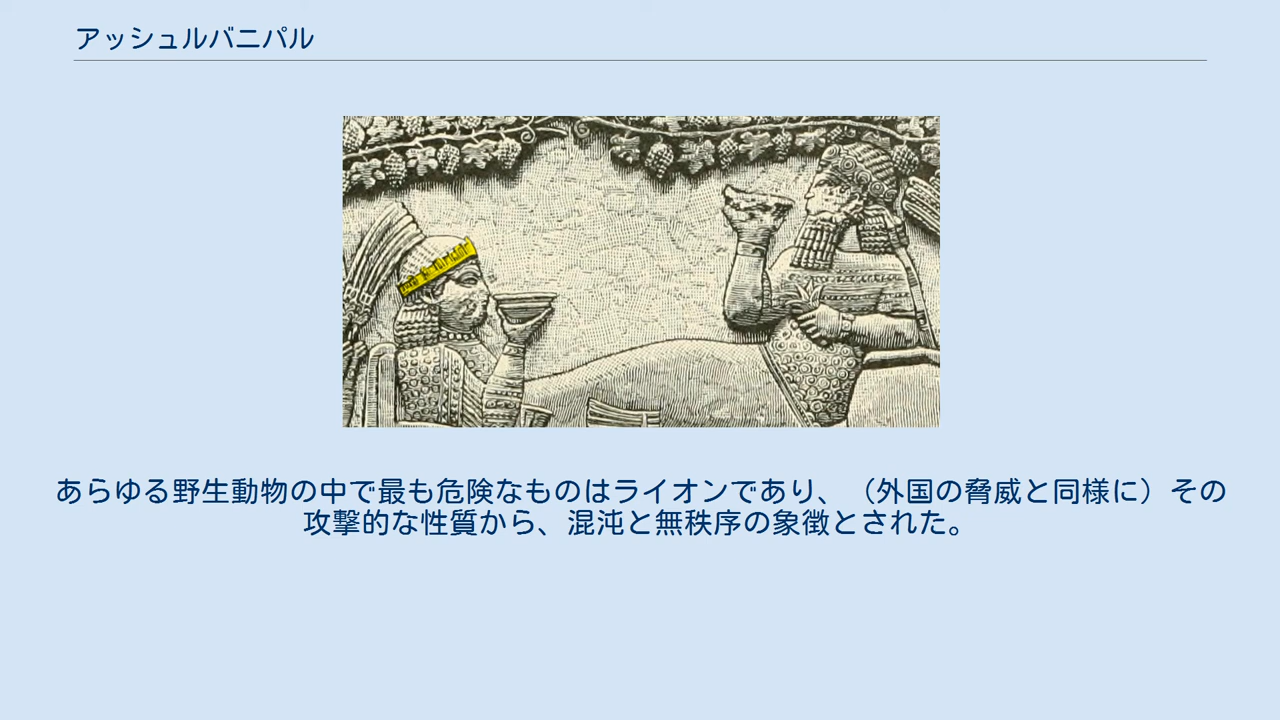 アッシュルバニパル
あらゆる野生動物の中で最も危険なものはライオンであり、（外国の脅威と同様に）その
攻撃的な性質から、混沌と無秩序の象徴とされた。